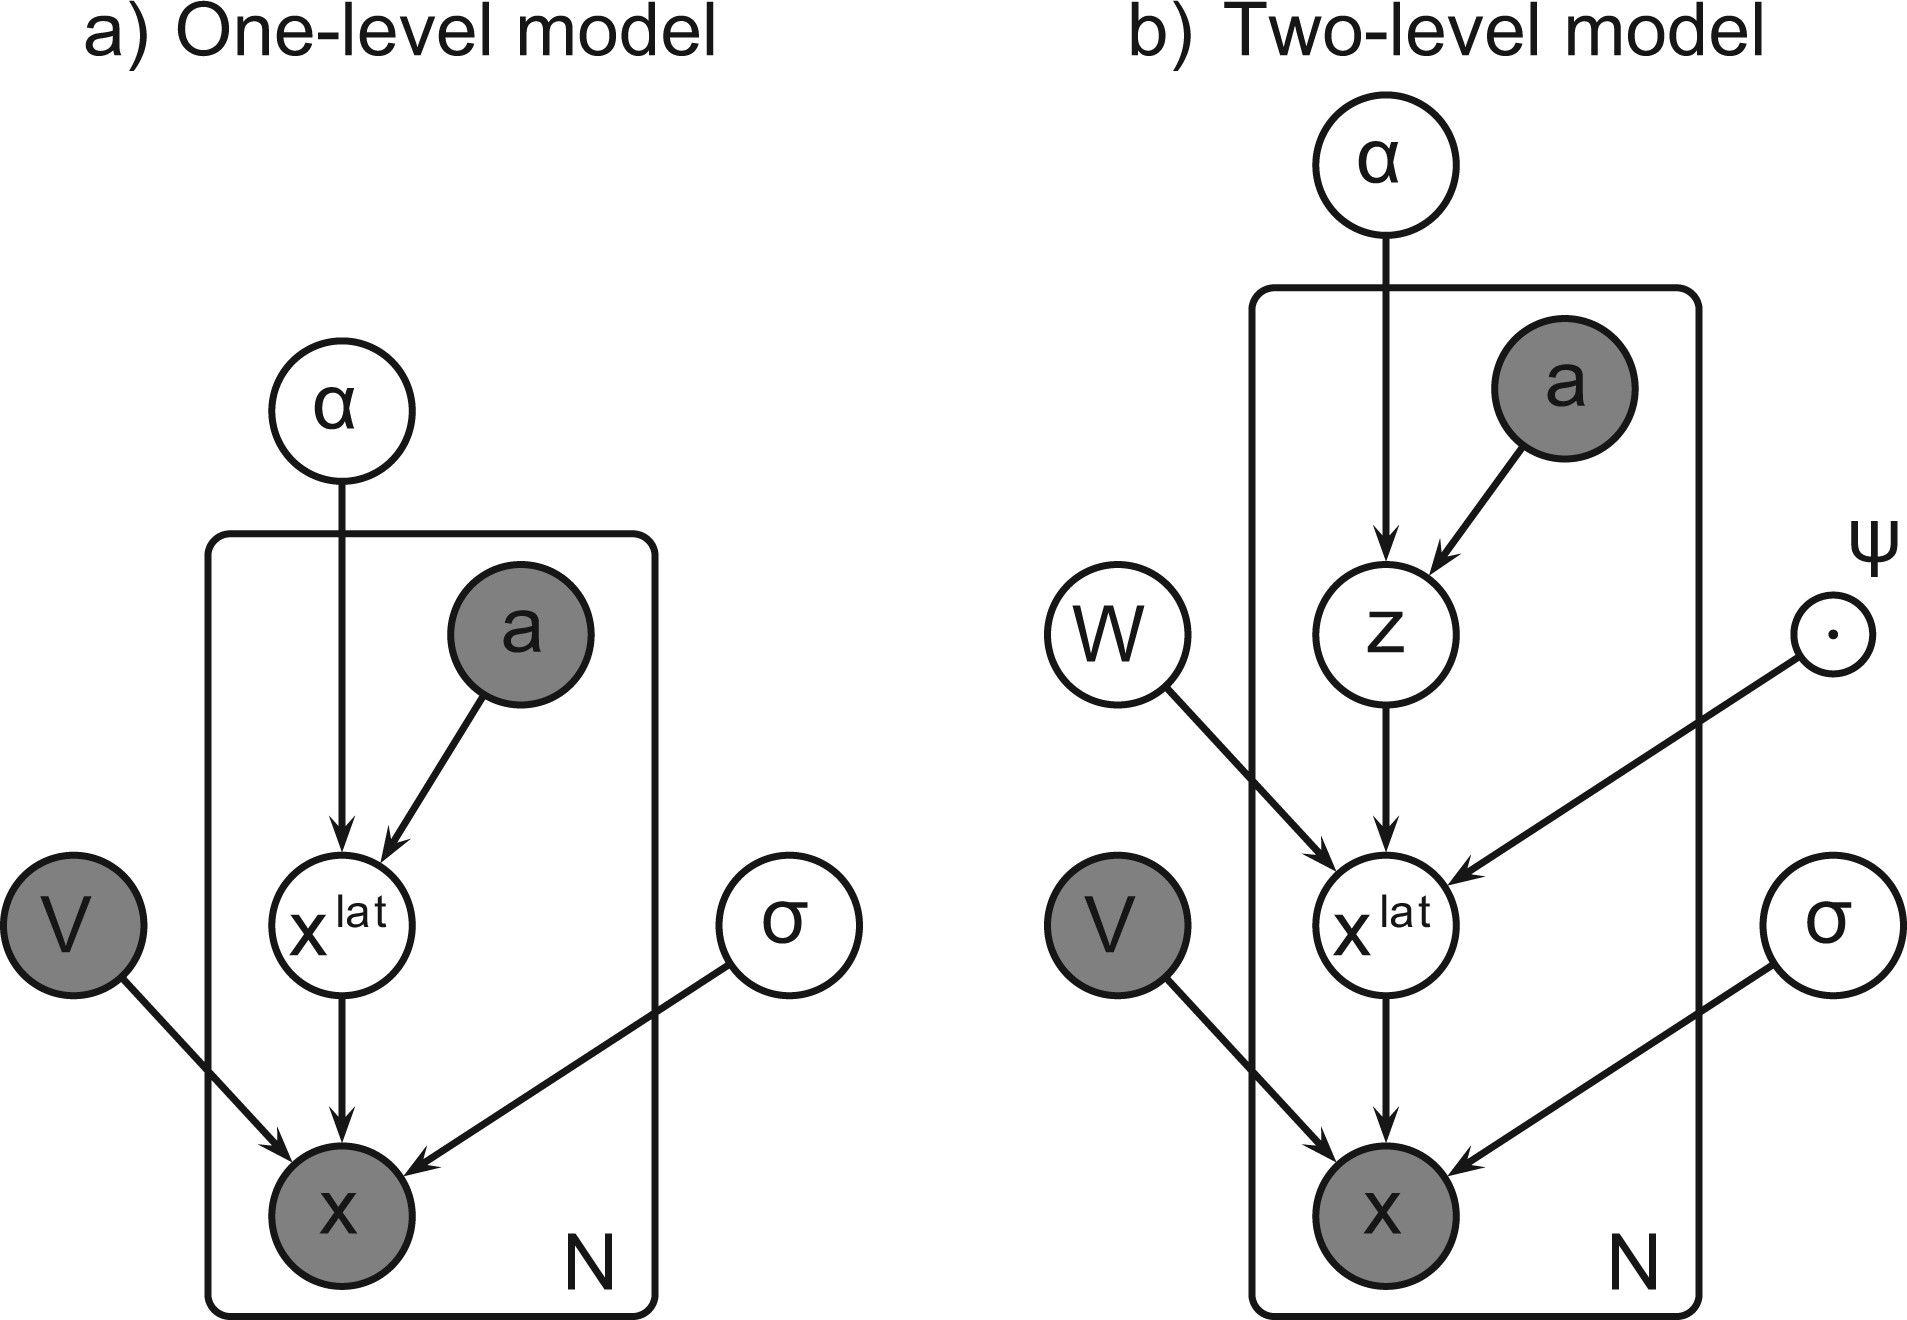 a) One-level model
α
a
V
x lat
σ
x
N
b) Two-level model
α
a
ψ
W
z
V
x lat
σ
x
N